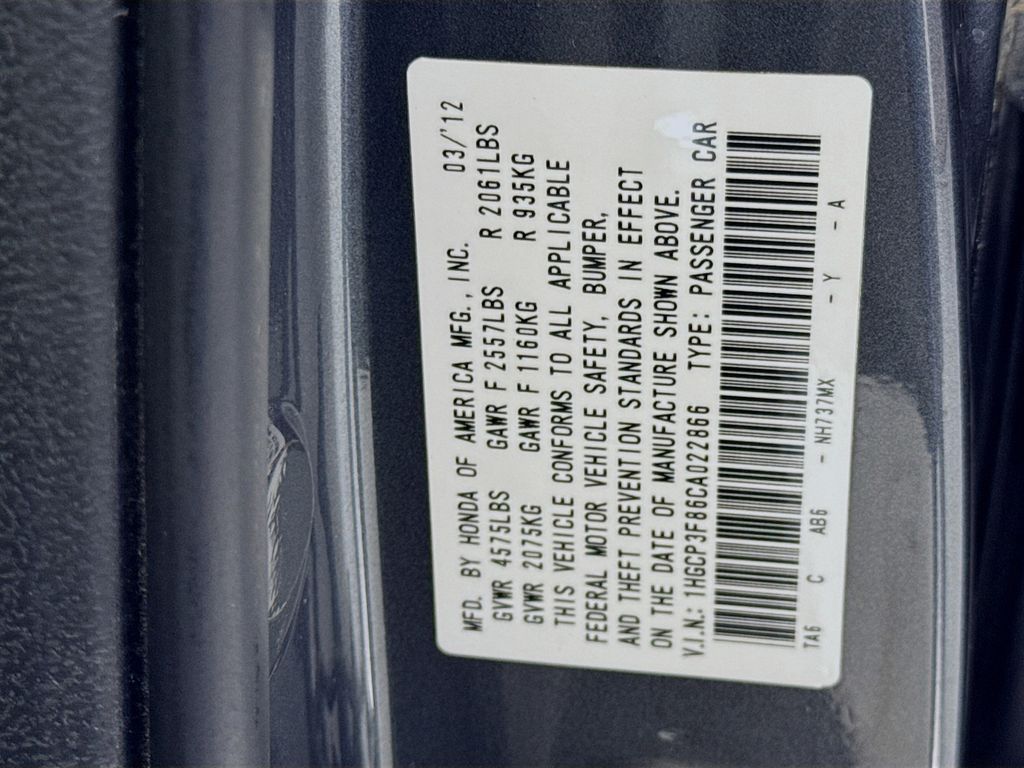 MFD. BY HONDA OF AMERICA MFG., INC. 03/'12
GVWR 4575LBS GAWR F 2557LBS R 2061LBS
GVWR 2075KG GAWR F 1160KG R 935KG
THIS VEHICLE CONFORMS TO ALL APPLICABLE
FEDERAL MOTOR VEHICLE SAFETY, BUMPER,
AND THEFT PREVENTION STANDARDS IN EFFECT
ON THE DATE OF MANUFACTURE SHOWN ABOVE.
V.I.N.: 1HGCP3F86CA022866 TYPE: PASSENGER CAR
TA6 C AB6 - NH737MX - Y - A